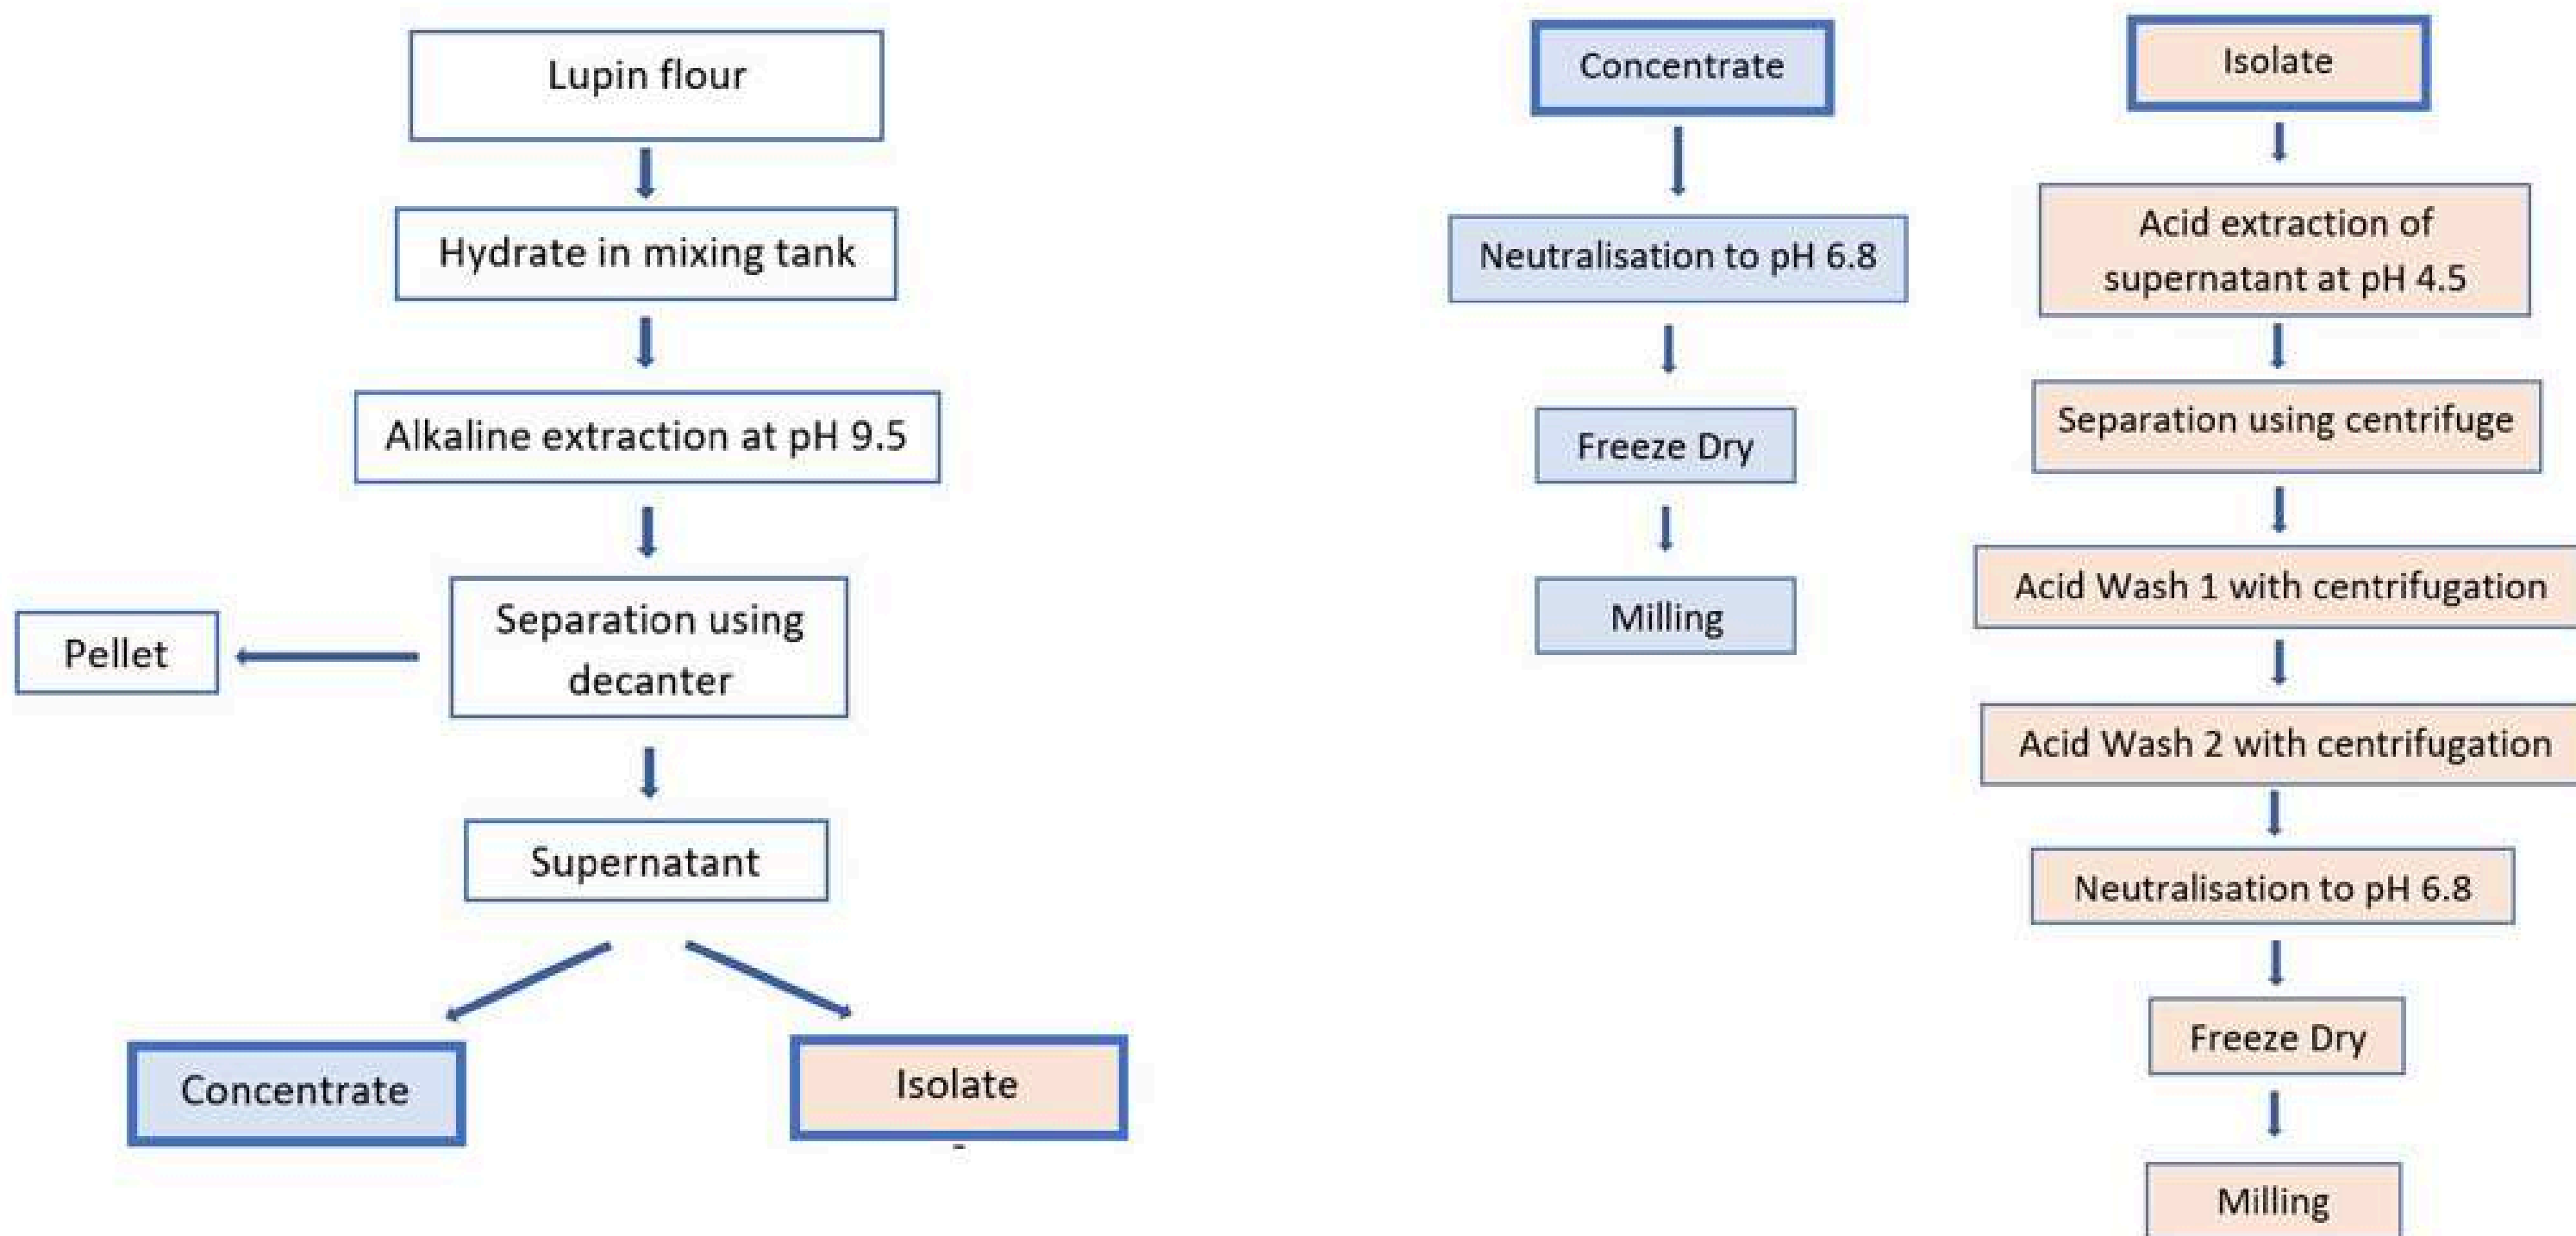 Lupin flour
Hydrate in mixing tank
Alkaline extraction at pH 9.5
Separation using
decanter
Pellet
Supernatant
Concentrate
Isolate
Concentrate
Neutralisation to pH 6.8
Freeze Dry
Milling
Isolate
Acid extraction of
supernatant at pH 4.5
Separation using centrifuge
Acid Wash 1 with centrifugation
Acid Wash 2 with centrifugation
Neutralisation to pH 6.8
Freeze Dry
Milling